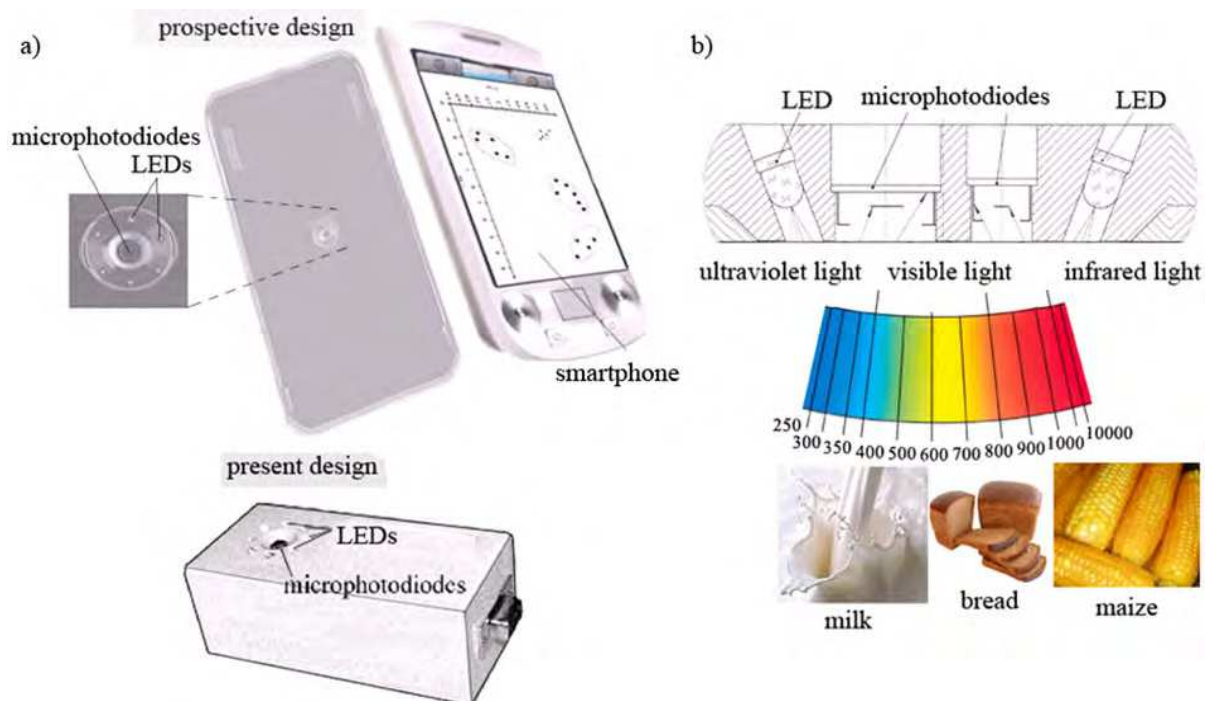 a)
prospective design
microphotodiodes
LEDs
smartphone
present design
LEDs
microphotodiodes
b)
LED
microphotodiodes
LED
ultraviolet light
visible light
infrared light
250
300
350
400
500
600
700
800
900
1000
10000
milk
bread
maize